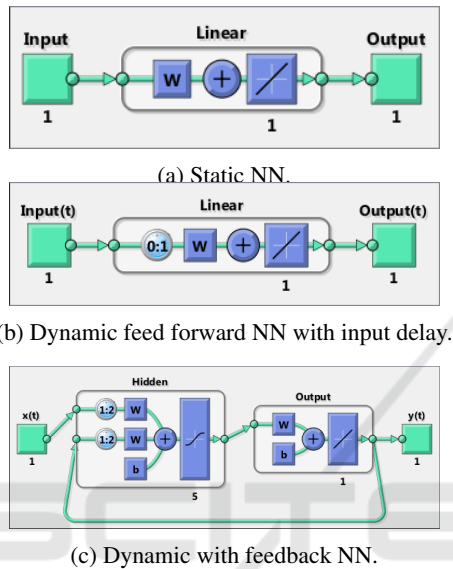 Input
Linear
Output
W
+
1
1
1
(a) Static NN.
Input(t)
Linear
Output(t)
0:1
W
+
1
1
1
(b) Dynamic feed forward NN with input delay.
Hidden
Output
x(t)
1:2
W
W
y(t)
1:2
W
+
+
b
b
1
1
1
5
(c) Dynamic with feedback NN.